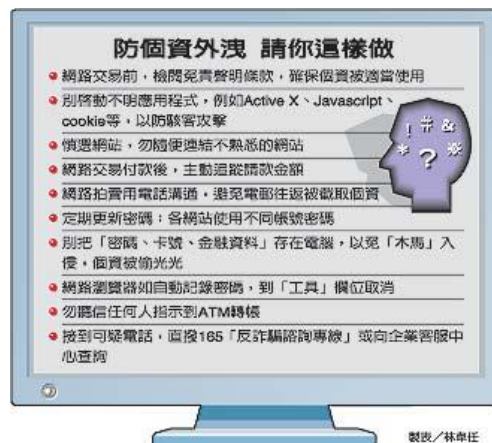 防個資外洩 請你這樣做
網路交易前，檢閱免責聲明條款，確保個資被適當使用
別啓動不明應用程式，例如Active X、Javascript、
cookie等，以防駭客攻擊
慎選網站，勿隨便連結不熟悉的網站
網路交易付款後，主動追蹤請款金額
網路拍賣用電話溝通，避免電郵往返被截取個資
定期更新密碼；各網站使用不同帳號密碼
別把「密碼、卡號、金融資料」存在電腦，以免「木馬」入
侵，個資被偷光光
網路瀏覽器如自動記錄密碼，到「工具」欄位取消
勿聽信任何人指示到ATM轉帳
接到可疑電話，直撥165「反詐騙諮詢專線」或向企業客服中
心查詢
! # &
* ? ※
製表／林卓任